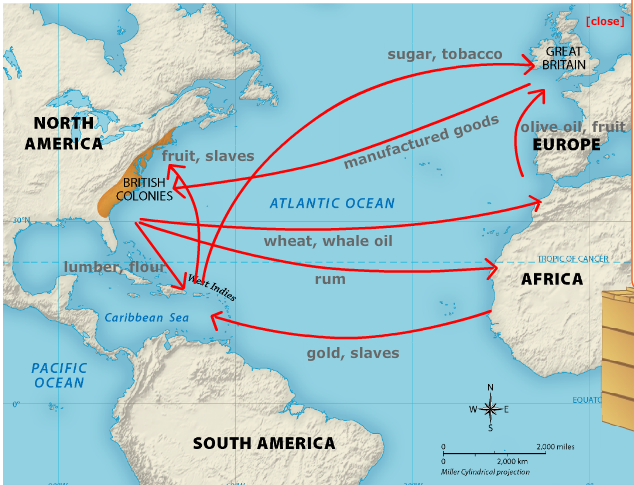 [close]
sugar, tobacco
GREAT
BRITAIN
NORTH
AMERICA
manufactured goods
olive oil, fruit
EUROPE
fruit, slaves
BRITISH
COLONIES
ATLANTIC OCEAN
30°N
wheat, whale oil
TROPIC OF CANCER
lumber, flour
West Indies
rum
AFRICA
Caribbean Sea
gold, slaves
PACIFIC
OCEAN
N
W E
S
0°
EQUATO
SOUTH AMERICA
0 2,000 miles
0 2,000 km
Miller Cylindrical projection